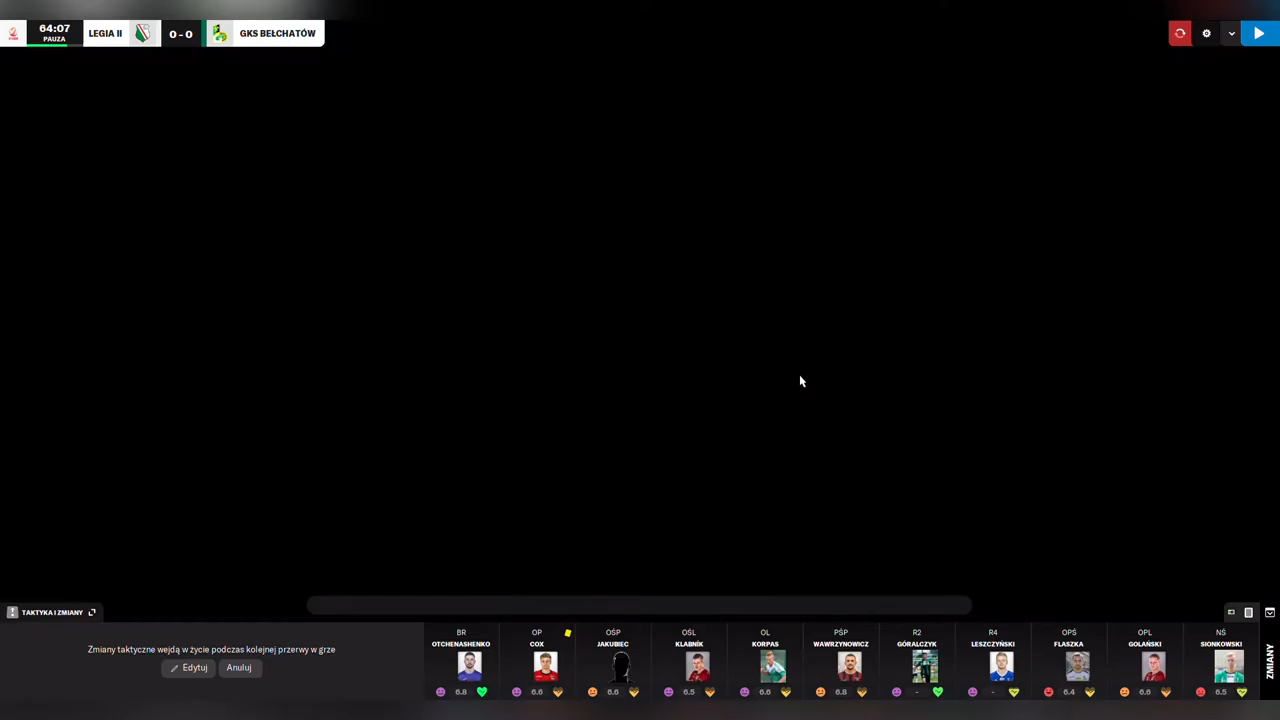 64:07
PAUZA
LEGIA II
0 - 0
GKS BEŁCHATÓW
TAKTYKA I ZMIANY
Zmiany taktyczne wejdą w życie podczas kolejnej przerwy w grze
Edytuj
Anuluj
BR
OTCHENASHENKO
6.8
OP
COX
6.6
OŚP
JAKUBIEC
6.6
OŚL
KLABNÍK
6.5
OL
KORPAS
6.6
PŚP
WAWRZYNOWICZ
6.8
R2
GÓRALCZYK
-
R4
LESZCZYŃSKI
-
OPŚ
FLASZKA
6.4
OPL
GOLAŃSKI
6.6
NŚ
SIONKOWSKI
6.5
ZMIANY